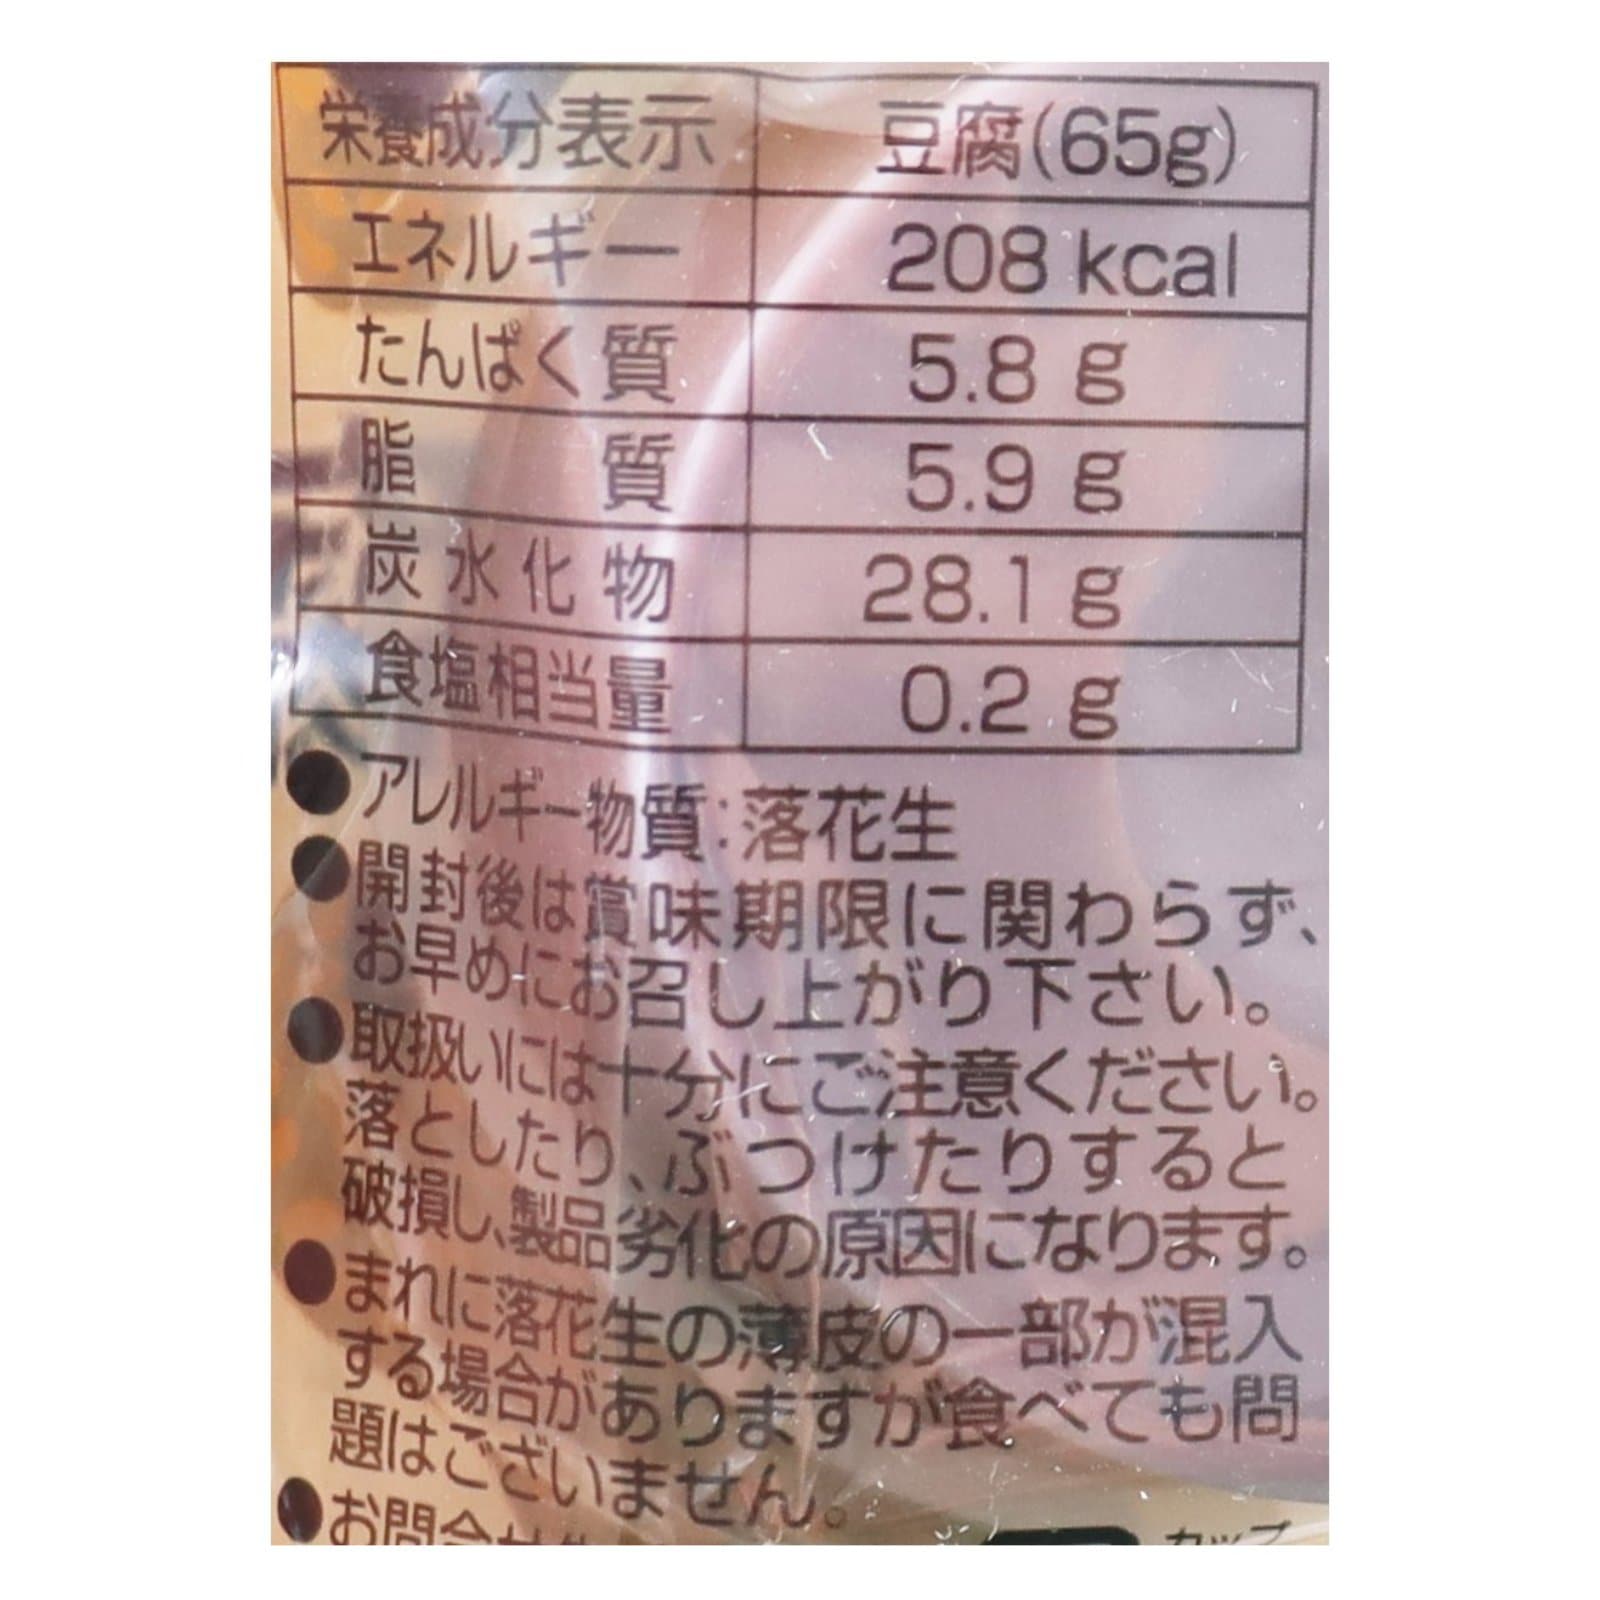 栄養成分表示 豆腐(65g)
エネルギー 208 kcal
たんぱく質 5.8 g
脂質 5.9 g
炭水化物 28.1 g
食塩相当量 0.2 g
●アレルギー物質:落花生
●開封後は賞味期限に関わらず、
お早めにお召し上がり下さい。
●取扱いには十分にご注意ください。
落としたり、ぶつけたりすると
破損し、製品劣化の原因になります。
●まれに落花生の薄皮の一部が混入
する場合がありますが食べても問
題はございません。
●お問合せ
カップ